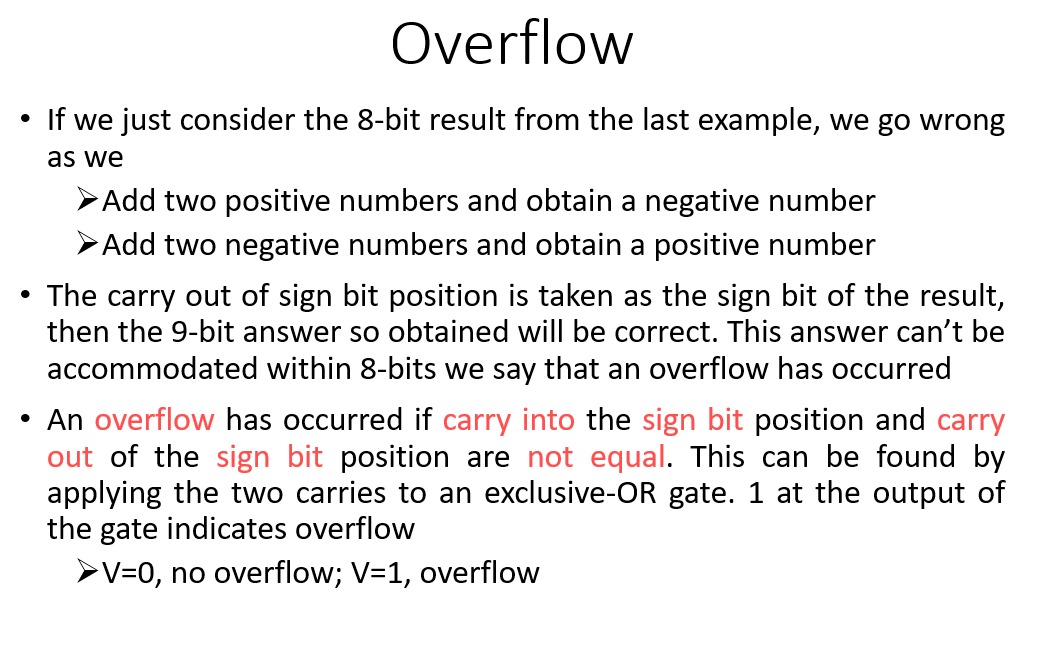 Overflow
• If we just consider the 8-bit result from the last example, we go wrong
as we
➢Add two positive numbers and obtain a negative number
➢Add two negative numbers and obtain a positive number
• The carry out of sign bit position is taken as the sign bit of the result,
then the 9-bit answer so obtained will be correct. This answer can’t be
accommodated within 8-bits we say that an overflow has occurred
• An overflow has occurred if carry into the sign bit position and carry
out of the sign bit position are not equal. This can be found by
applying the two carries to an exclusive-OR gate. 1 at the output of
the gate indicates overflow
➢V=0, no overflow; V=1, overflow